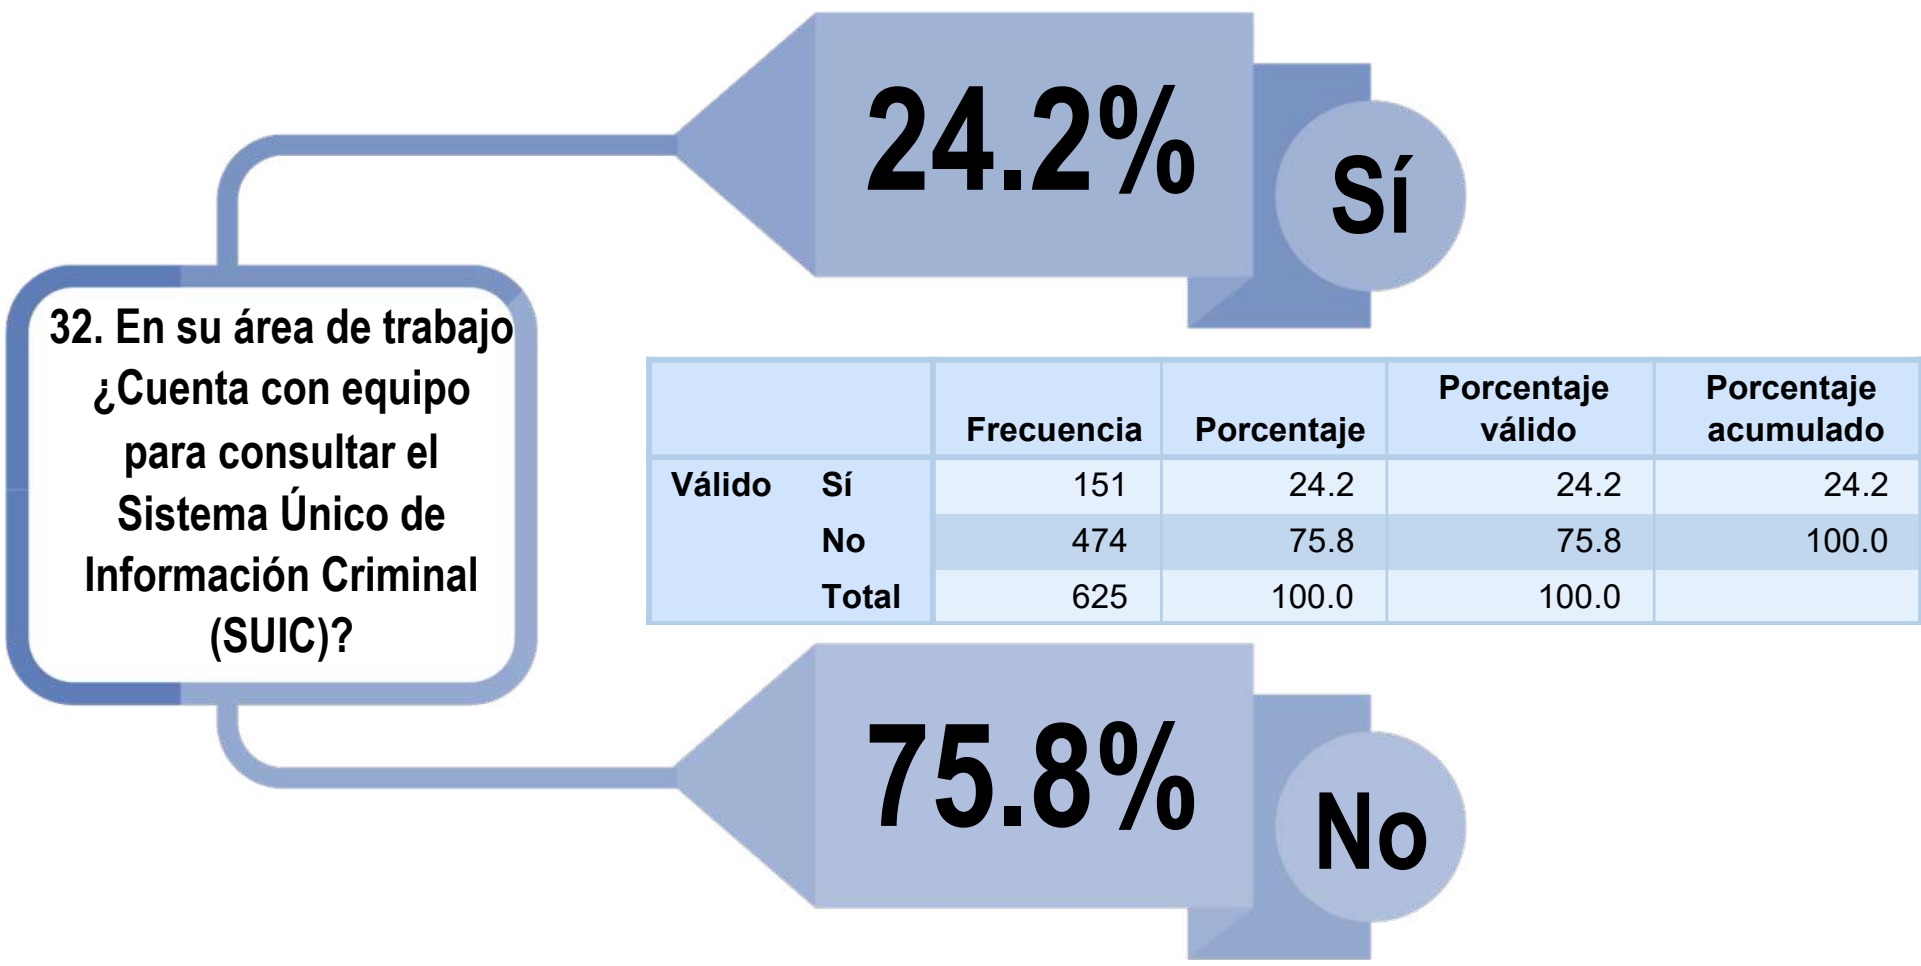 24.2%
Sí
32. En su área de trabajo
¿Cuenta con equipo
para consultar el
Sistema Único de
Información Criminal
(SUIC)?
Frecuencia Porcentaje Porcentaje válido Porcentaje acumulado
Válido Sí 151 24.2 24.2 24.2
No 474 75.8 75.8 100.0
Total 625 100.0 100.0
75.8%
No